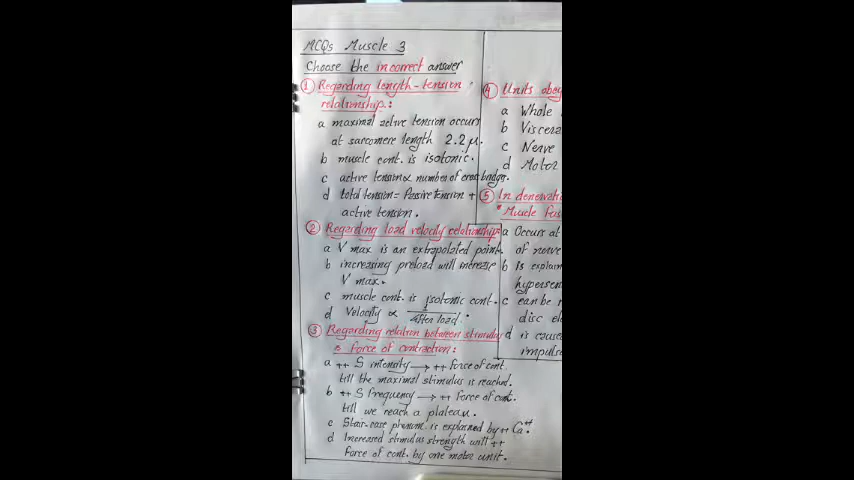 MCQs Muscle 3
Choose the incorrect answer
① Regarding length-tension
relationship:
a maximal active tension occurs
at sarcomere length 2.2 μ.
b muscle cont. is isotonic.
c active tension ∝ number of cross bridges.
d total tension = Passive tension +
active tension.
② Regarding load velocity relationship:
a V max is an extrapolated point.
b increasing preload will increase
V max.
c muscle cont. is isotonic cont.
d Velocity ∝ 1/After load.
③ Regarding relation between stimulus
& force of contraction:
a ++ S intensity → ++ force of cont.
till the maximal stimulus is reached.
b ++ S frequency → ++ force of cont.
till we reach a plateau.
c Stair-case phenom. is explained by ++ Ca++.
d Increased stimulus strength will ++
force of cont. by one motor unit.
④ Units obey
a Whole
b Viscera
c Nerve
d Motor
⑤ In denervatio
Muscle fas
a Occurs at
of nerve
b Is explain
hypersen
c can be
disc el
d is cause
impuls